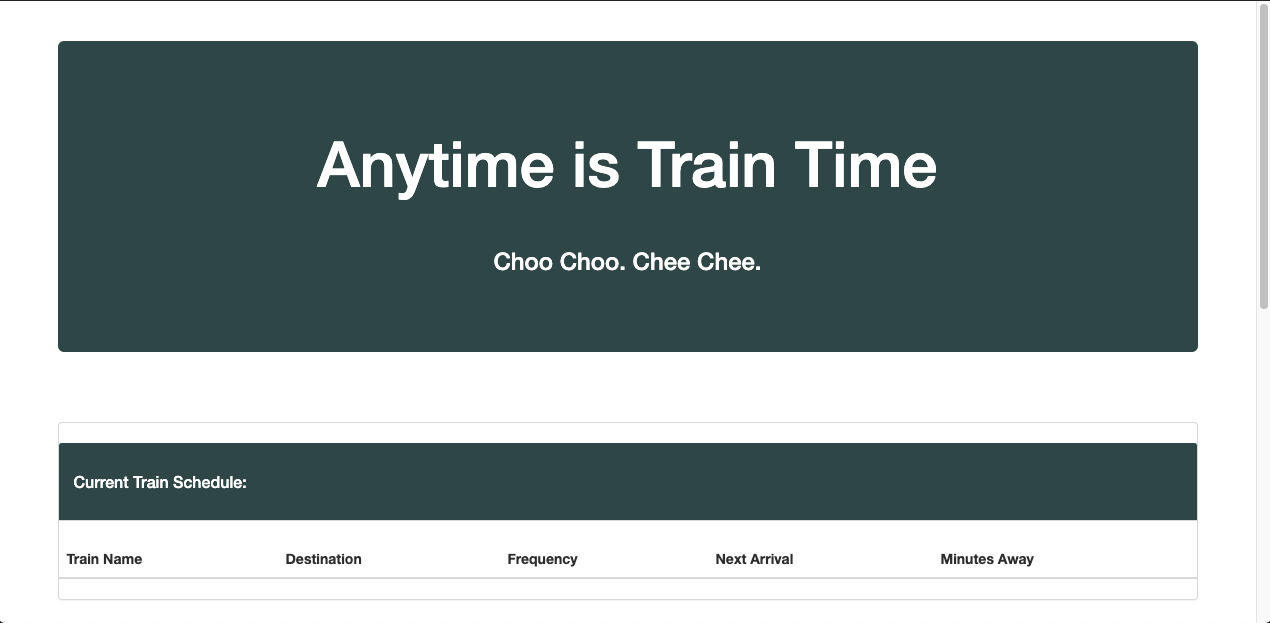 Anytime is Train Time
Choo Choo. Chee Chee.
Current Train Schedule:
Train Name Destination Frequency Next Arrival Minutes Away